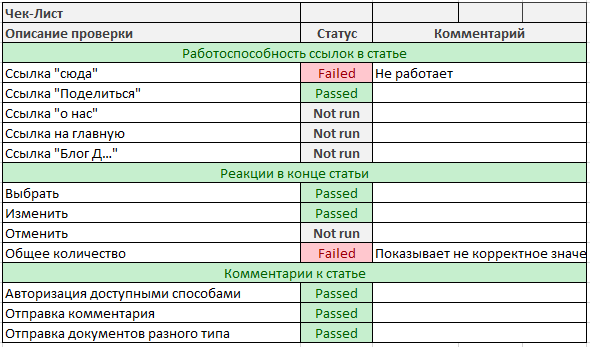 Чек-Лист
Описание проверки Статус Комментарий
Работоспособность ссылок в статье
Ссылка "сюда" Failed Не работает
Ссылка "Поделиться" Passed
Ссылка "о нас" Not run
Ссылка на главную Not run
Ссылка "Блог Д..." Not run
Реакции в конце статьи
Выбрать Passed
Изменить Passed
Отменить Not run
Общее количество Failed Показывает не корректное значе
Комментарии к статье
Авторизация доступными способами Passed
Отправка комментария Passed
Отправка документов разного типа Passed